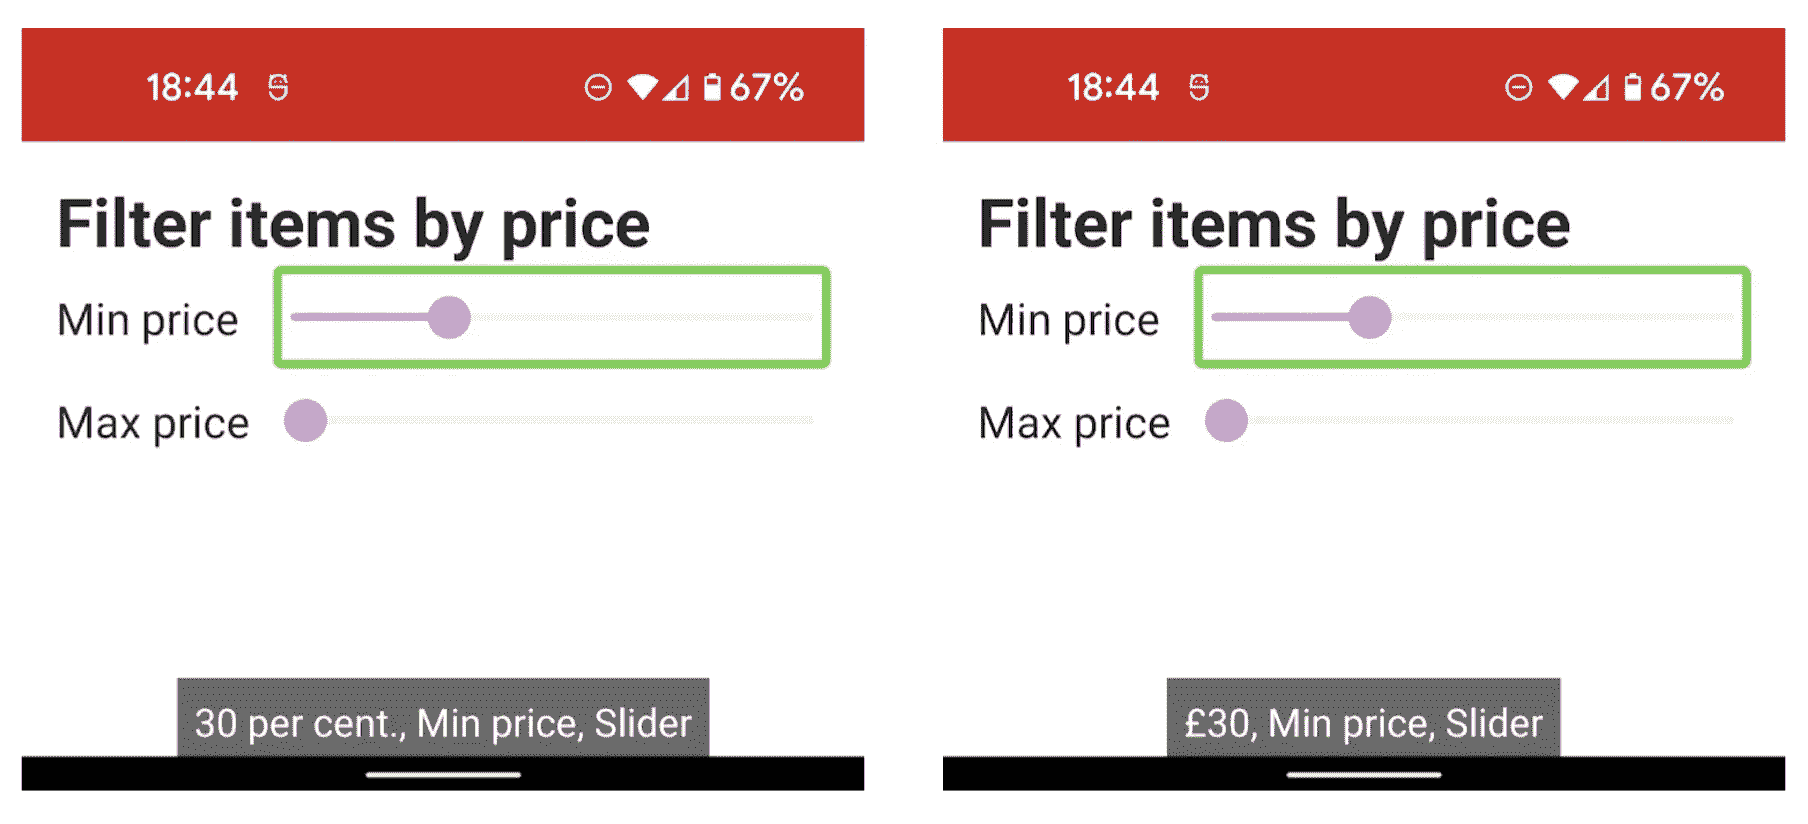 18:44
67%
Filter items by price
Min price
Max price
30 per cent., Min price, Slider
18:44
67%
Filter items by price
Min price
Max price
£30, Min price, Slider